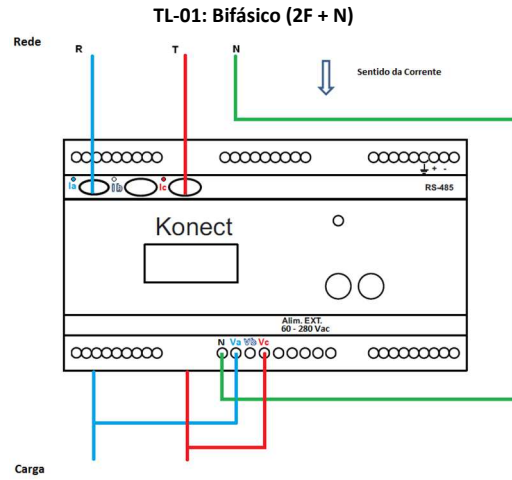 TL-01: Bifásico (2F + N)
Rede
R T N
Sentido da Corrente
+ -
Ia Ib Ic RS-485
Konect
Alim. EXT.
60 - 280 Vac
N Va Vb Vc
Carga